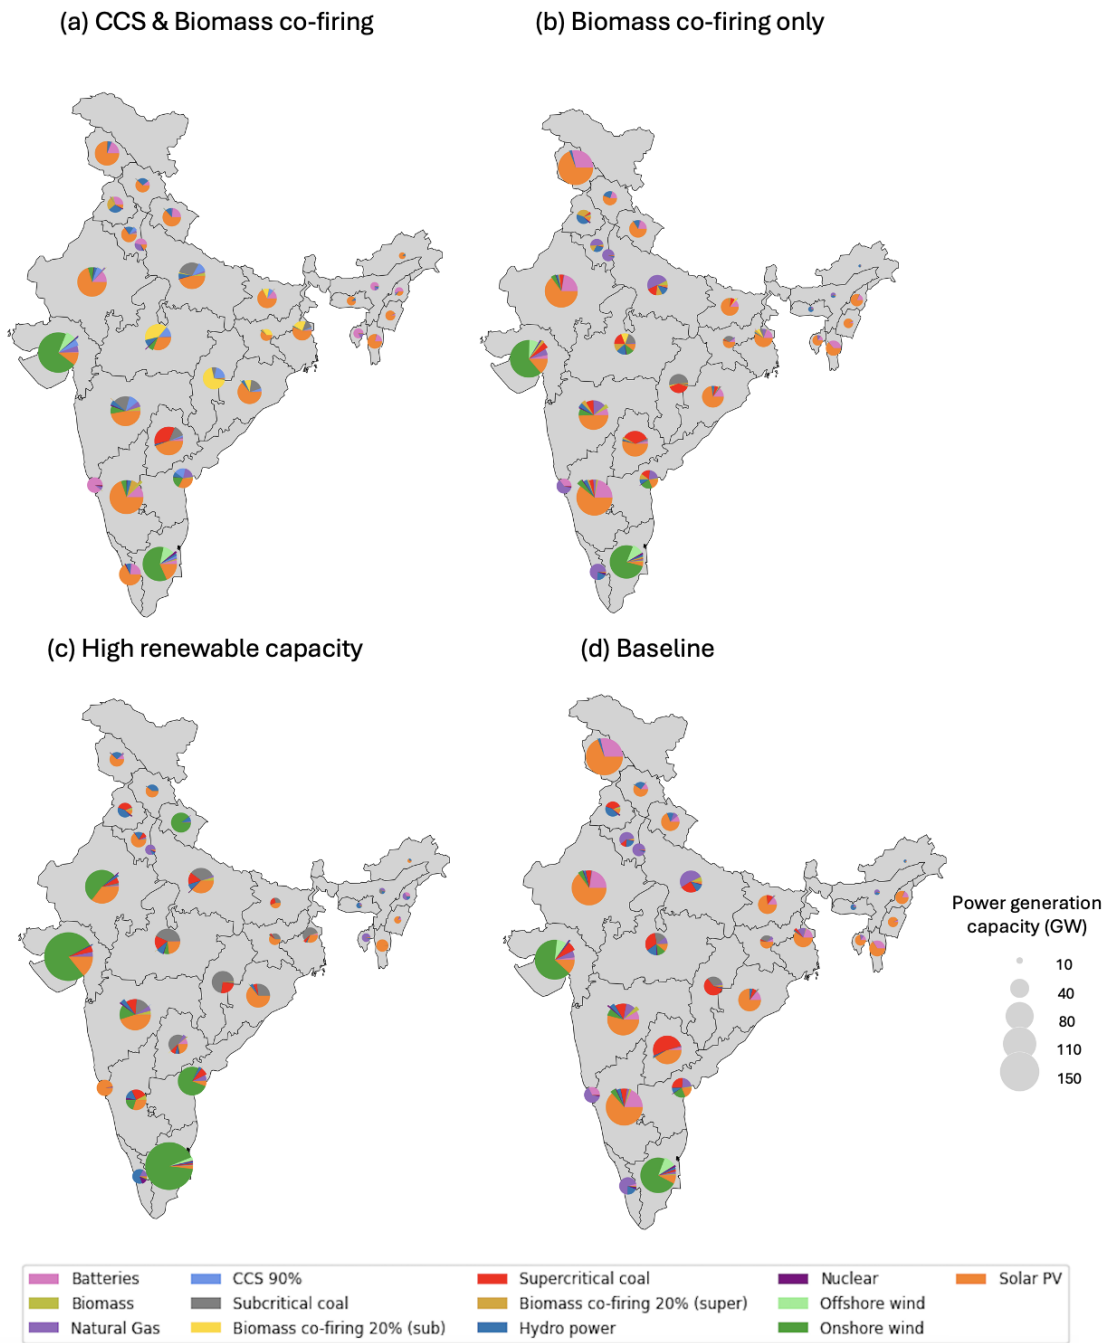 (a) CCS & Biomass co-firing
(b) Biomass co-firing only
(c) High renewable capacity
(d) Baseline
Power generation
capacity (GW)
10
40
80
110
150
Batteries
CCS 90%
Supercritical coal
Nuclear
Solar PV
Biomass
Subcritical coal
Biomass co-firing 20% (super)
Offshore wind
Natural Gas
Biomass co-firing 20% (sub)
Hydro power
Onshore wind